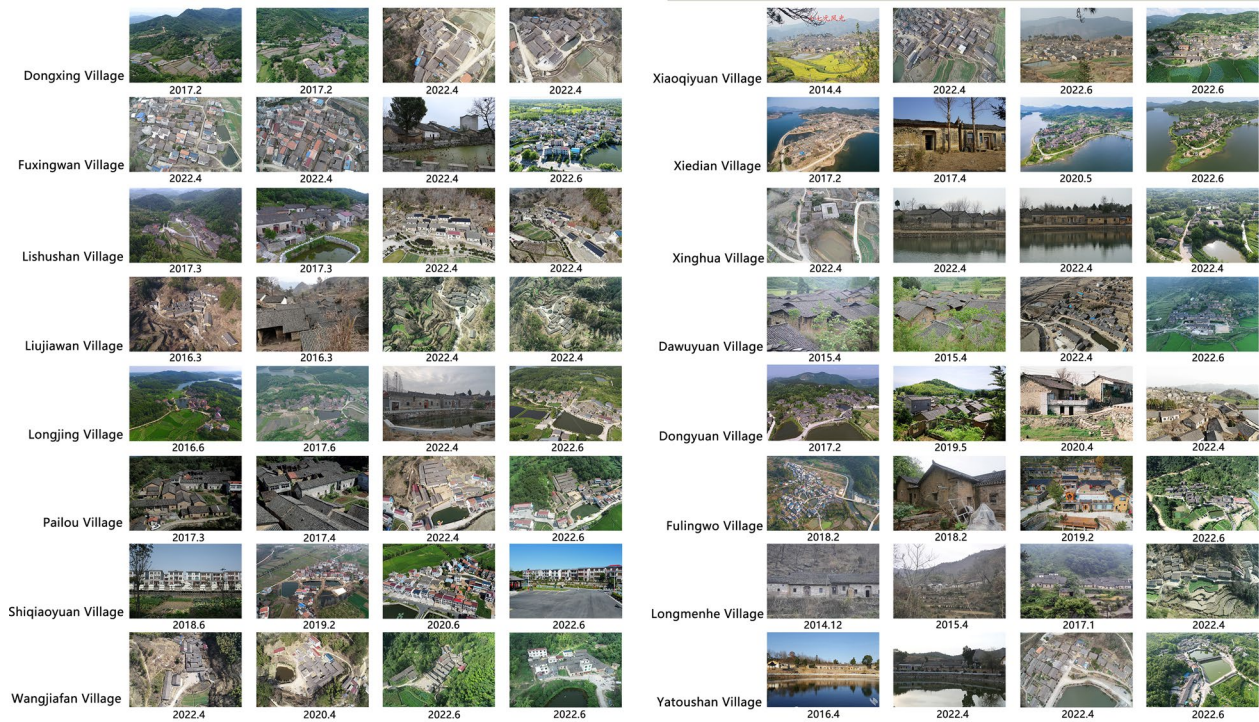 Dongxing Village
2017.2 2017.2 2022.4 2022.4
Fuxingwan Village
2022.4 2022.4 2022.4 2022.6
Lishushan Village
2017.3 2017.3 2022.4 2022.4
Liujiawan Village
2016.3 2016.3 2022.4 2022.4
Longjing Village
2016.6 2017.6 2022.4 2022.6
Pailou Village
2017.3 2017.4 2022.4 2022.6
Shiqiaoyuan Village
2018.6 2019.2 2020.6 2022.6
Wangjiafan Village
2022.4 2020.4 2022.6 2022.6
Xiaoqiyuan Village
2014.4 2022.4 2022.6 2022.6
Xiedian Village
2017.2 2017.4 2020.5 2022.6
Xinghua Village
2022.4 2022.4 2022.4 2022.4
Dawuyuan Village
2015.4 2015.4 2022.4 2022.6
Dongyuan Village
2017.2 2019.5 2020.4 2022.4
Fulingwo Village
2018.2 2018.2 2019.2 2022.6
Longmenhe Village
2014.12 2015.4 2017.1 2022.4
Yatoushan Village
2016.4 2022.4 2022.4 2022.6